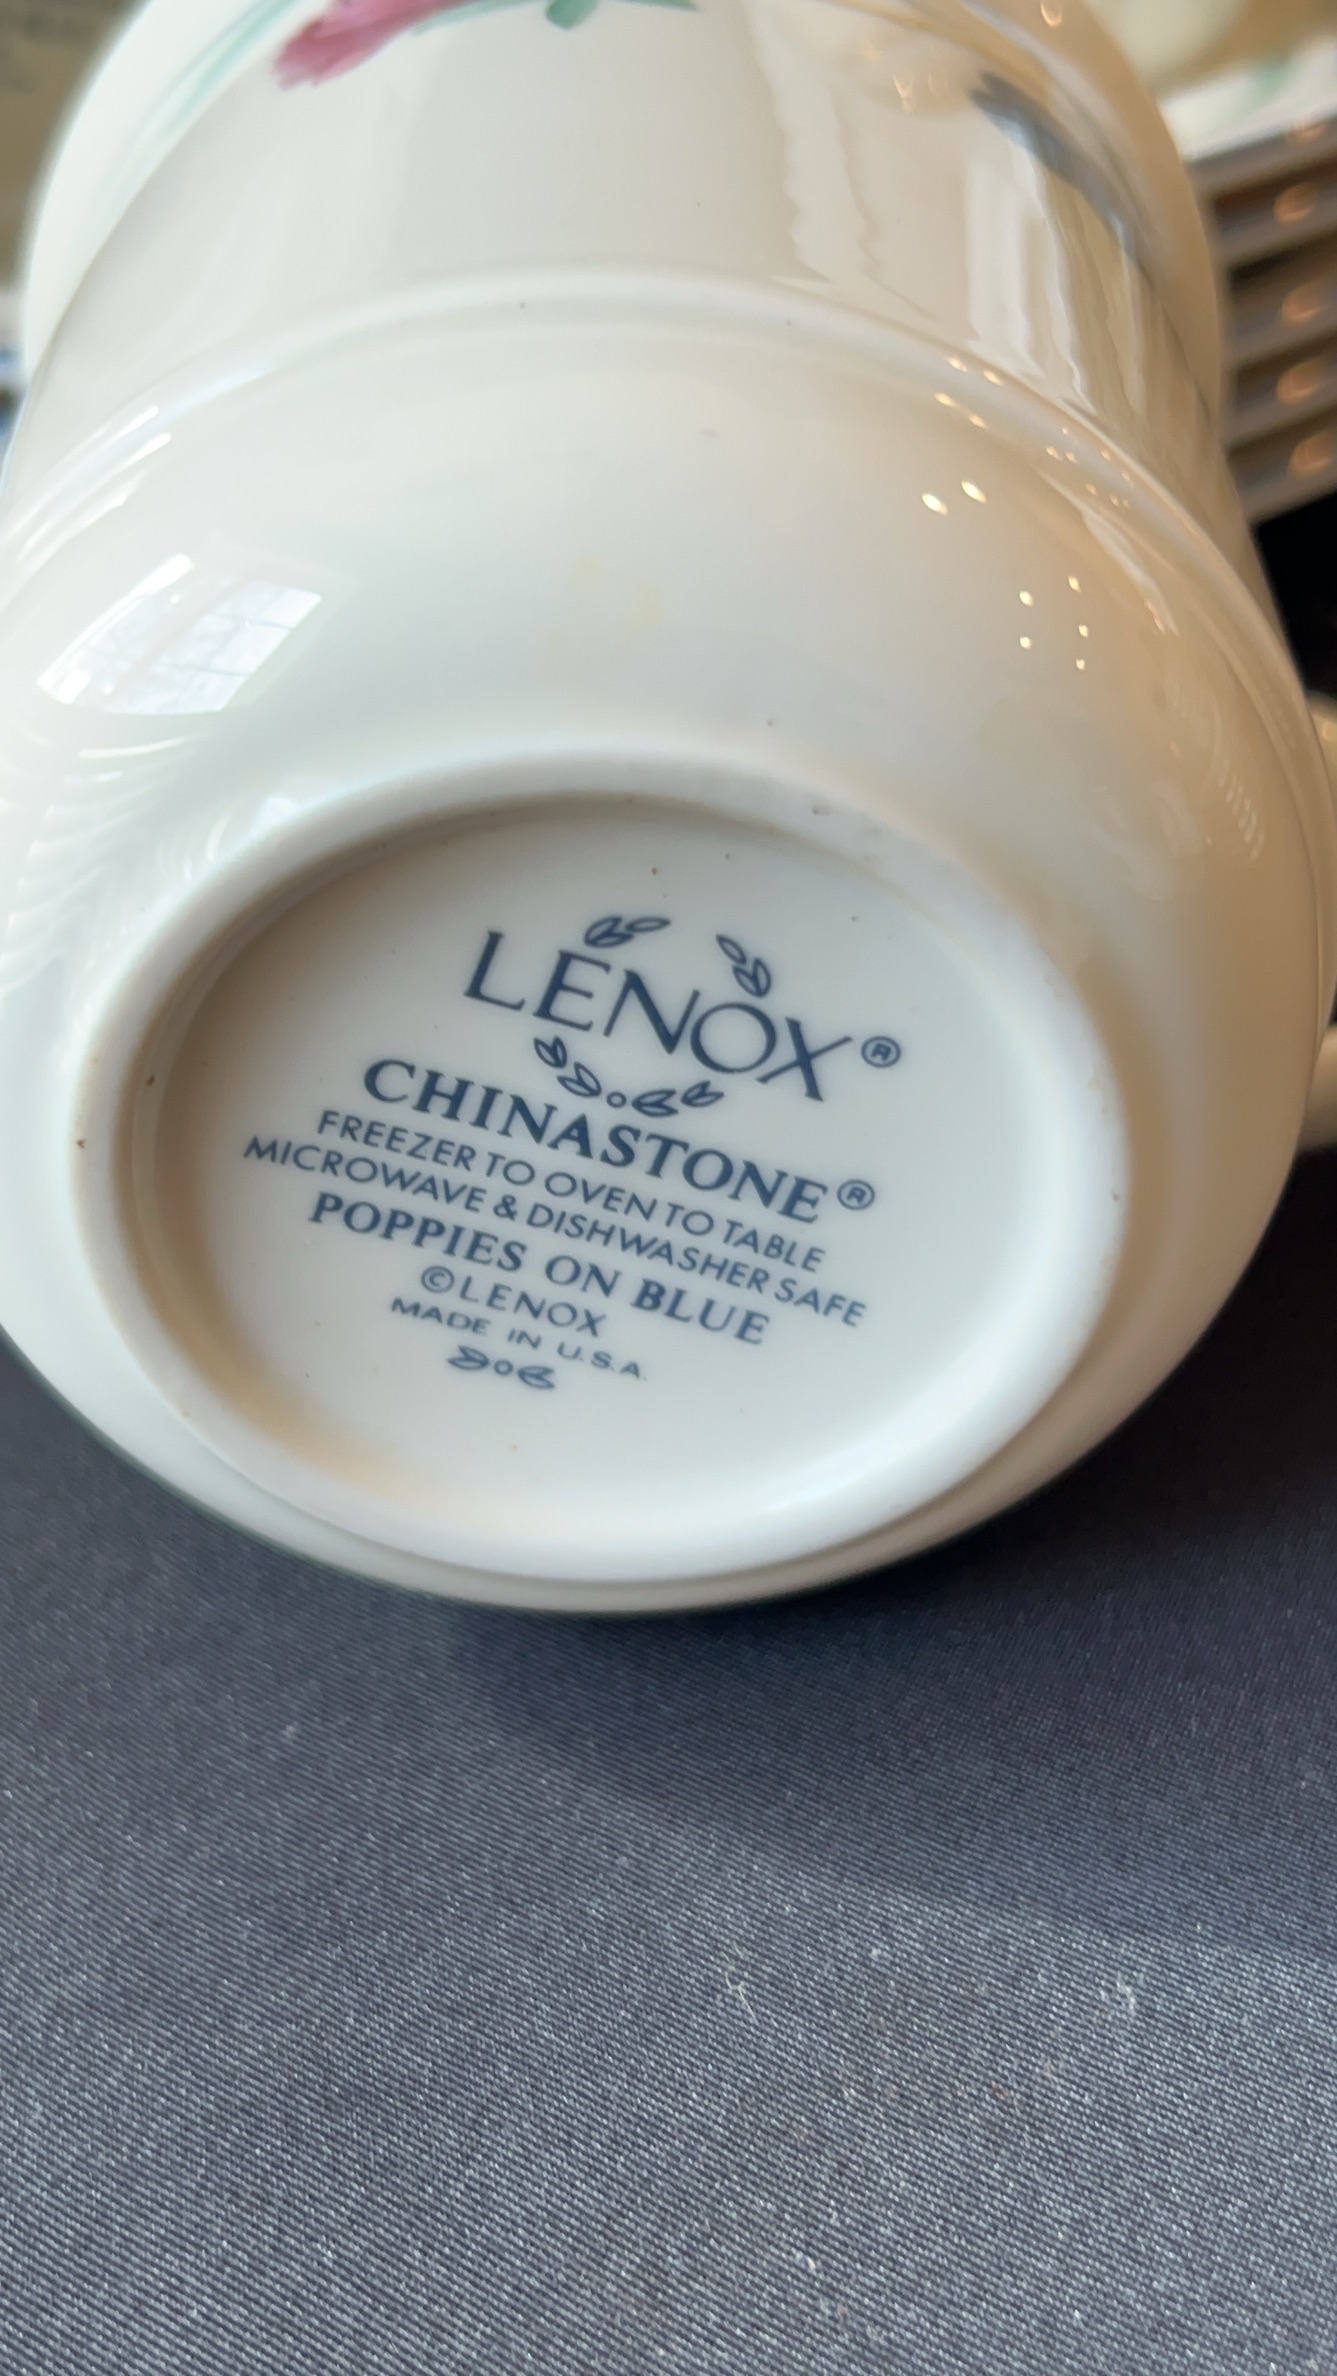 LENOX®
CHINASTONE®
FREEZER TO OVEN TO TABLE
MICROWAVE & DISHWASHER SAFE
POPPIES ON BLUE
©LENOX
MADE IN U.S.A.